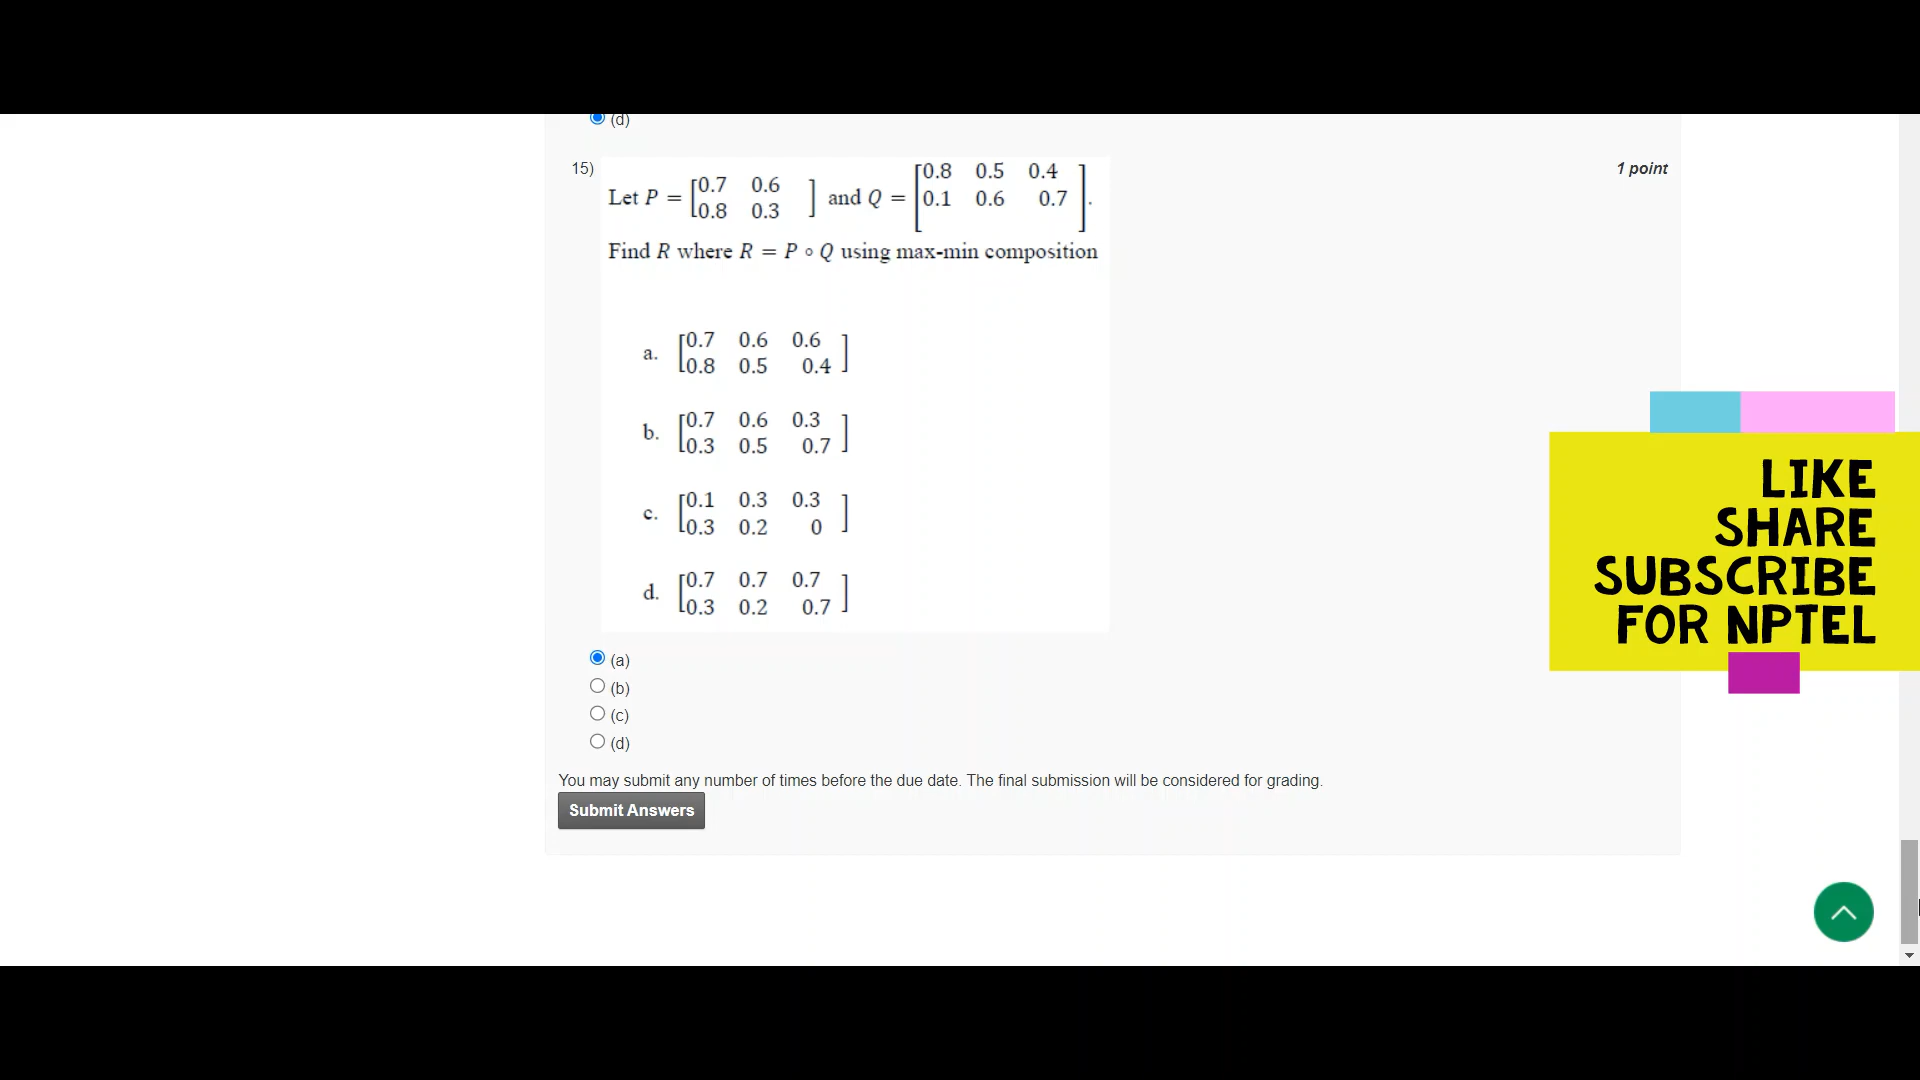 (d)
15)
1 point
Let P = [0.7 0.6
0.8 0.3] and Q = [0.8 0.5 0.4
0.1 0.6 0.7].
Find R where R = P ∘ Q using max-min composition
a. [0.7 0.6 0.6
0.8 0.5 0.4]
b. [0.7 0.6 0.3
0.3 0.5 0.7]
c. [0.1 0.3 0.3
0.3 0.2 0]
d. [0.7 0.7 0.7
0.3 0.2 0.7]
(a)
(b)
(c)
(d)
You may submit any number of times before the due date. The final submission will be considered for grading.
Submit Answers
LIKE
SHARE
SUBSCRIBE
FOR NPTEL